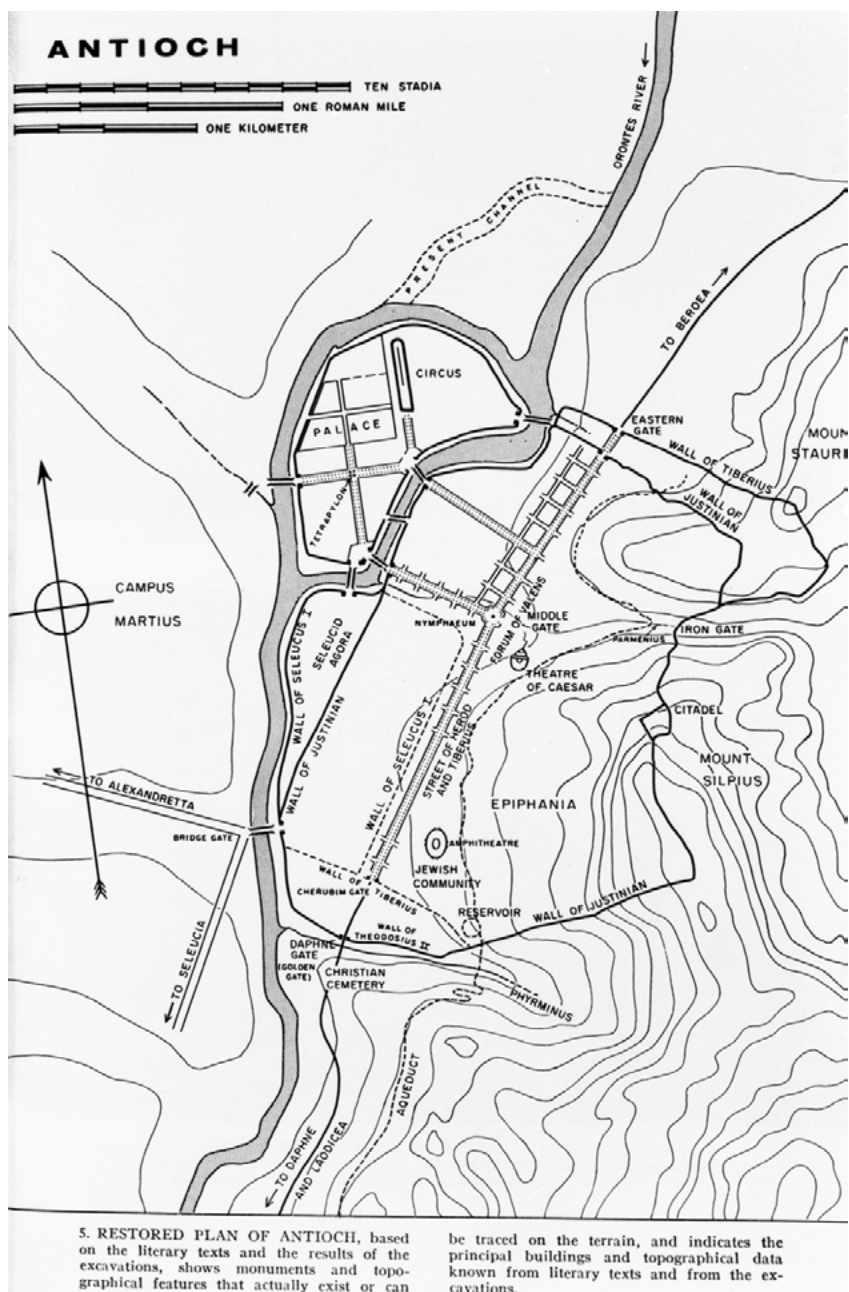 ANTIOCH
TEN STADIA
ONE ROMAN MILE
ONE KILOMETER
ORONTES RIVER
PRESENT CHANNEL
TO BEROEA
CIRCUS
PALACE
EASTERN
GATE
WALL OF TIBERIUS
WALL OF
JUSTINIAN
TETRAPYLON
CAMPUS
MARTIUS
WALL OF SELEUCUS I
SELEUCID
AGORA
NYMPHAEUM
FORUM OF VALENS
MIDDLE
GATE
THEATRE
OF CAESAR
PARMENIUS
IRON GATE
CITADEL
MOUNT
SILPIUS
WALL OF JUSTINIAN
WALL OF SELEUCUS I
STREET OF HEROD
AND TIBERIUS
EPIPHANIA
TO ALEXANDRETTA
BRIDGE GATE
AMPHITHEATRE
JEWISH
COMMUNITY
WALL OF
TIBERIUS
CHERUBIM GATE
RESERVOIR
WALL OF JUSTINIAN
WALL OF
THEODOSIUS II
DAPHNE
GATE
(GOLDEN
GATE)
CHRISTIAN
CEMETERY
PHYRMINUS
TO SELEUCIA
AQUEDUCT
TO DAPHNE
AND LAODICEA
5. RESTORED PLAN OF ANTIOCH, based
on the literary texts and the results of the
excavations, shows monuments and topo-
graphical features that actually exist or can
be traced on the terrain, and indicates the
principal buildings and topographical data
known from literary texts and from the ex-
cavations.